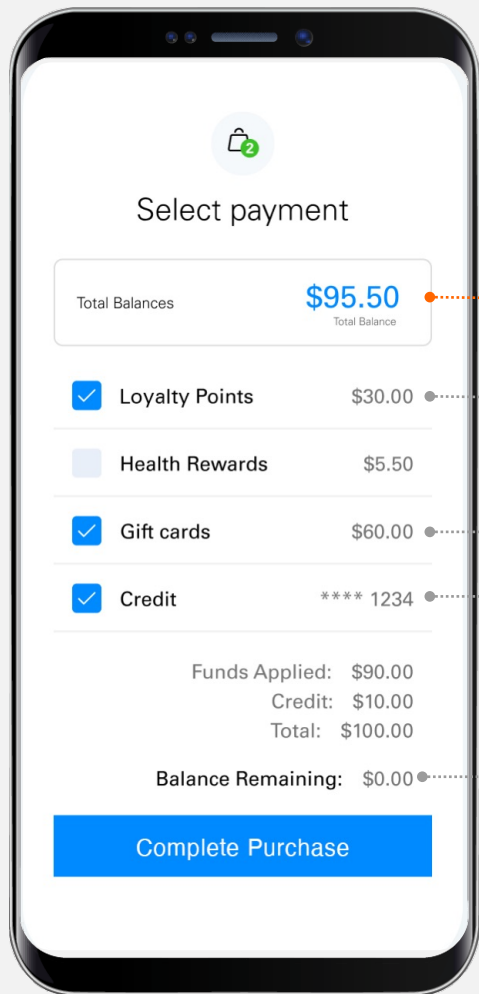 2
Select payment
Total Balances $95.50
Total Balance
Loyalty Points $30.00
Health Rewards $5.50
Gift cards $60.00
Credit **** 1234
Funds Applied: $90.00
Credit: $10.00
Total: $100.00
Balance Remaining: $0.00
Complete Purchase